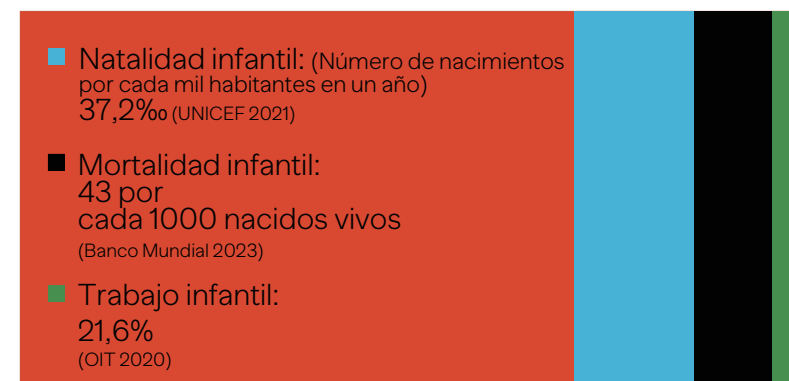 Natalidad infantil: (Número de nacimientos
por cada mil habitantes en un año)
37,2‰ (UNICEF 2021)
Mortalidad infantil:
43 por
cada 1000 nacidos vivos
(Banco Mundial 2023)
Trabajo infantil:
21,6%
(OIT 2020)